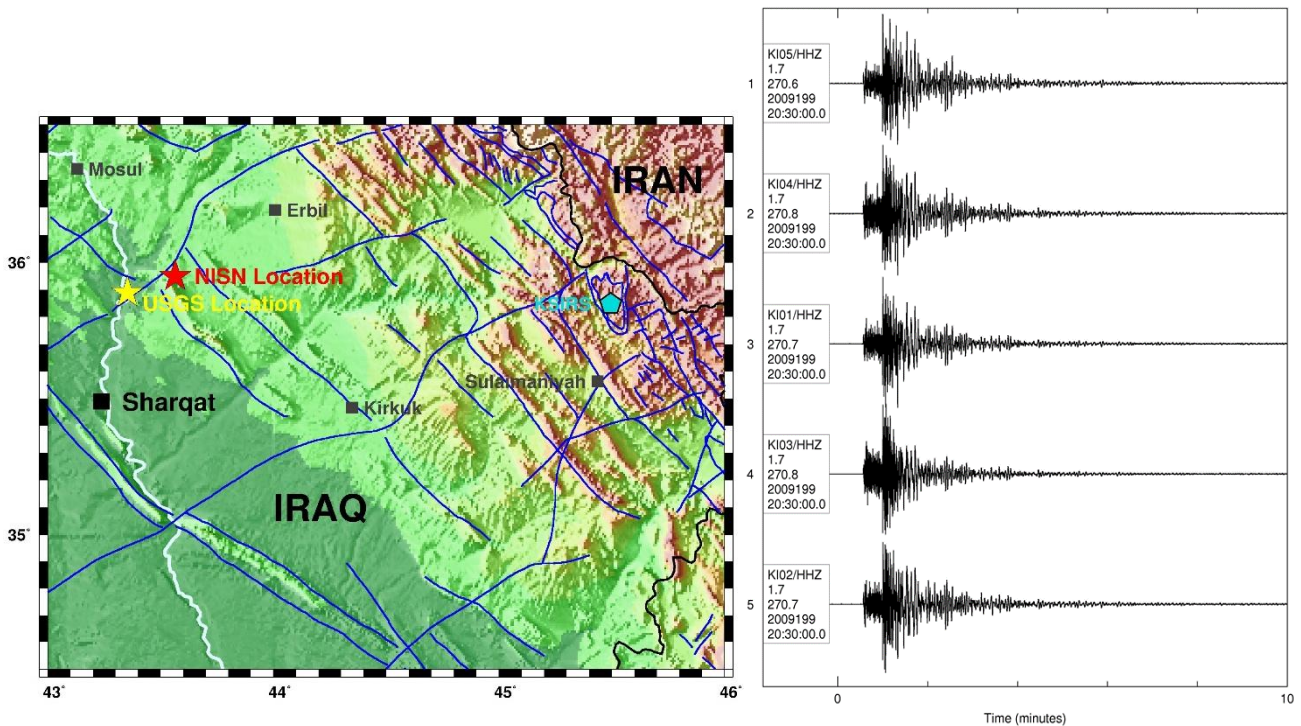 Mosul
IRAN
Erbil
36°
NISN Location
USGS Location
KSIRS
Sulaimaniyah
Sharqat
Kirkuk
IRAQ
35°
43°
44°
45°
46°
1
KI05/HHZ
1.7
270.6
2009199
20:30:00.0
2
KI04/HHZ
1.7
270.8
2009199
20:30:00.0
3
KI01/HHZ
1.7
270.7
2009199
20:30:00.0
4
KI03/HHZ
1.7
270.8
2009199
20:30:00.0
5
KI02/HHZ
1.7
270.7
2009199
20:30:00.0
0
10
Time (minutes)